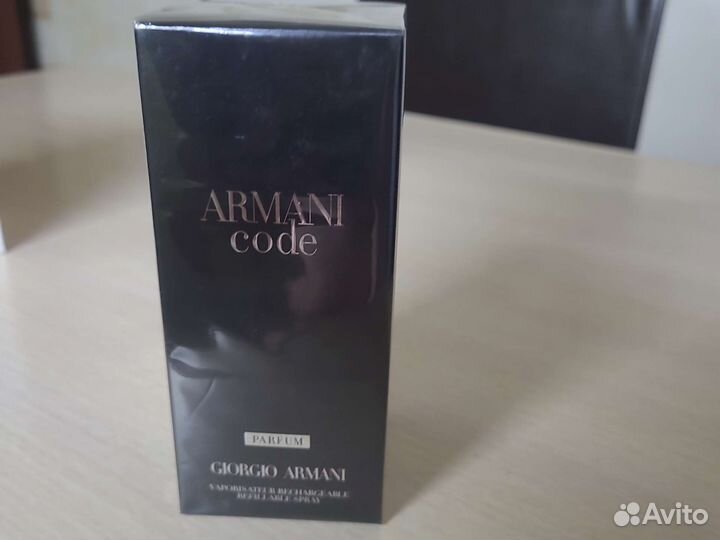 ARMANI
code
PARFUM
GIORGIO ARMANI
VAPORISATEUR RECHARGEABLE
REFILLABLE SPRAY
Avito